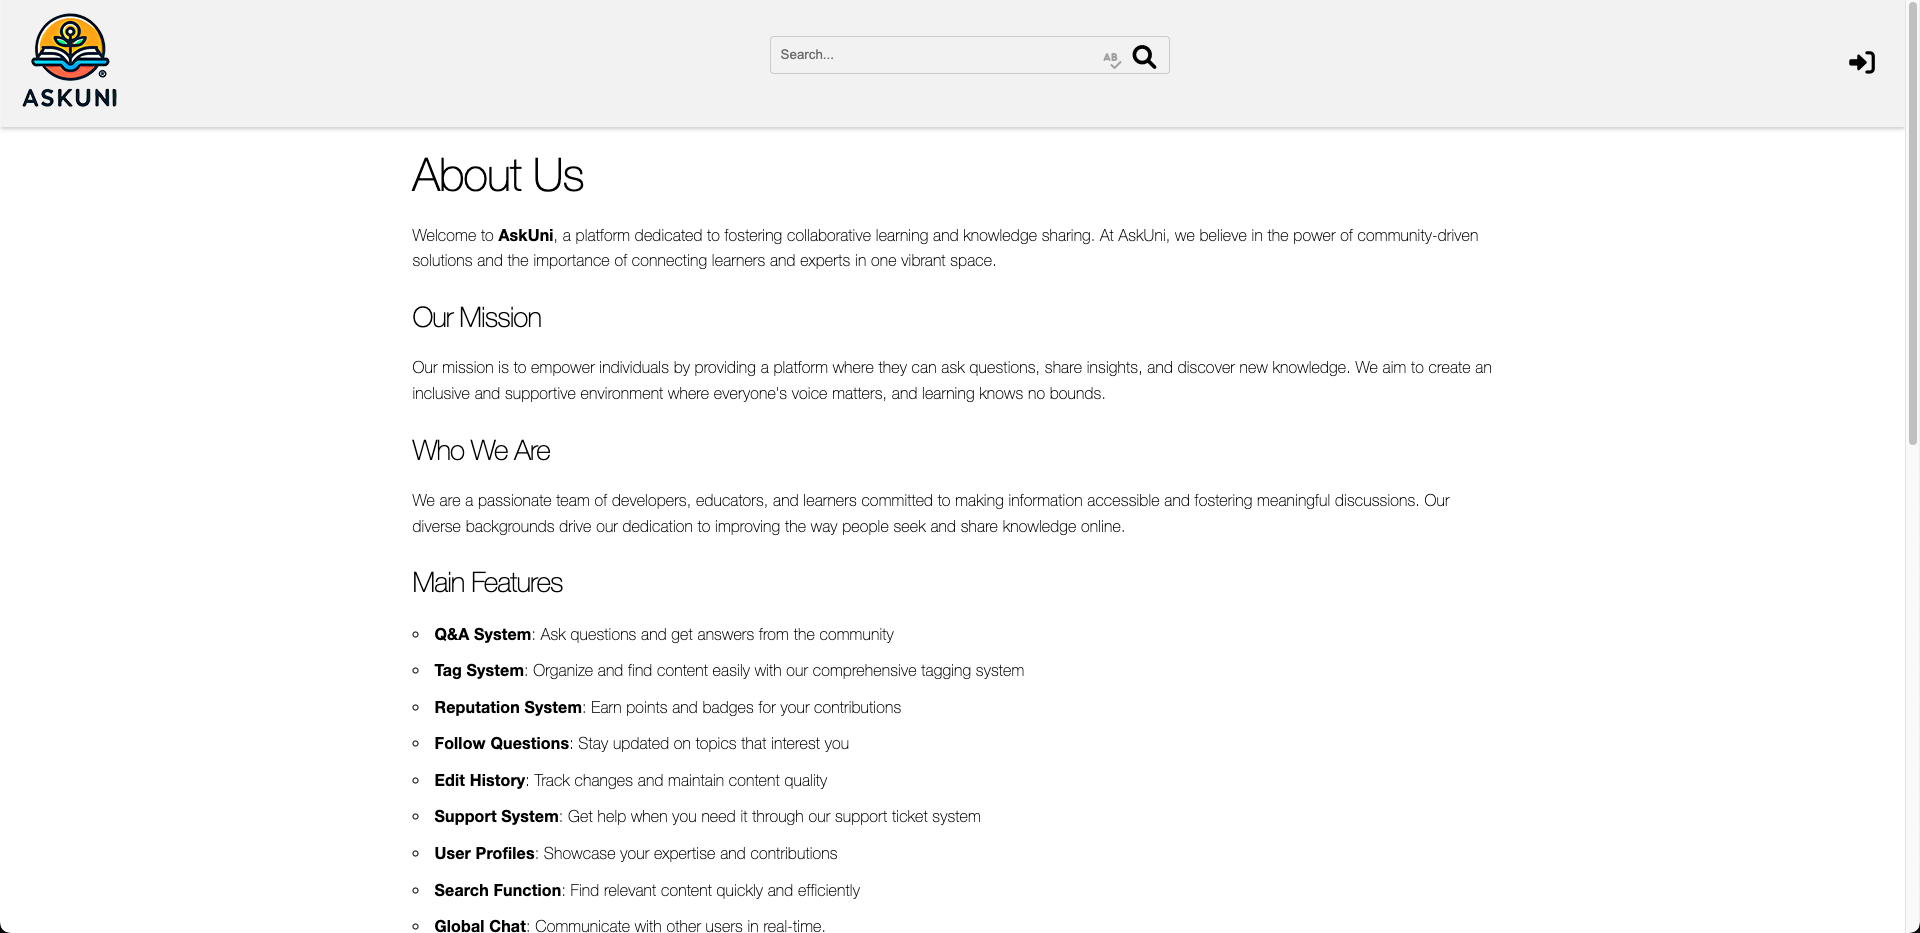 ASKUNI
®
Search...
AB
About Us
Welcome to AskUni, a platform dedicated to fostering collaborative learning and knowledge sharing. At AskUni, we believe in the power of community-driven
solutions and the importance of connecting learners and experts in one vibrant space.
Our Mission
Our mission is to empower individuals by providing a platform where they can ask questions, share insights, and discover new knowledge. We aim to create an
inclusive and supportive environment where everyone's voice matters, and learning knows no bounds.
Who We Are
We are a passionate team of developers, educators, and learners committed to making information accessible and fostering meaningful discussions. Our
diverse backgrounds drive our dedication to improving the way people seek and share knowledge online.
Main Features
Q&A System: Ask questions and get answers from the community
Tag System: Organize and find content easily with our comprehensive tagging system
Reputation System: Earn points and badges for your contributions
Follow Questions: Stay updated on topics that interest you
Edit History: Track changes and maintain content quality
Support System: Get help when you need it through our support ticket system
User Profiles: Showcase your expertise and contributions
Search Function: Find relevant content quickly and efficiently
Global Chat: Communicate with other users in real-time.